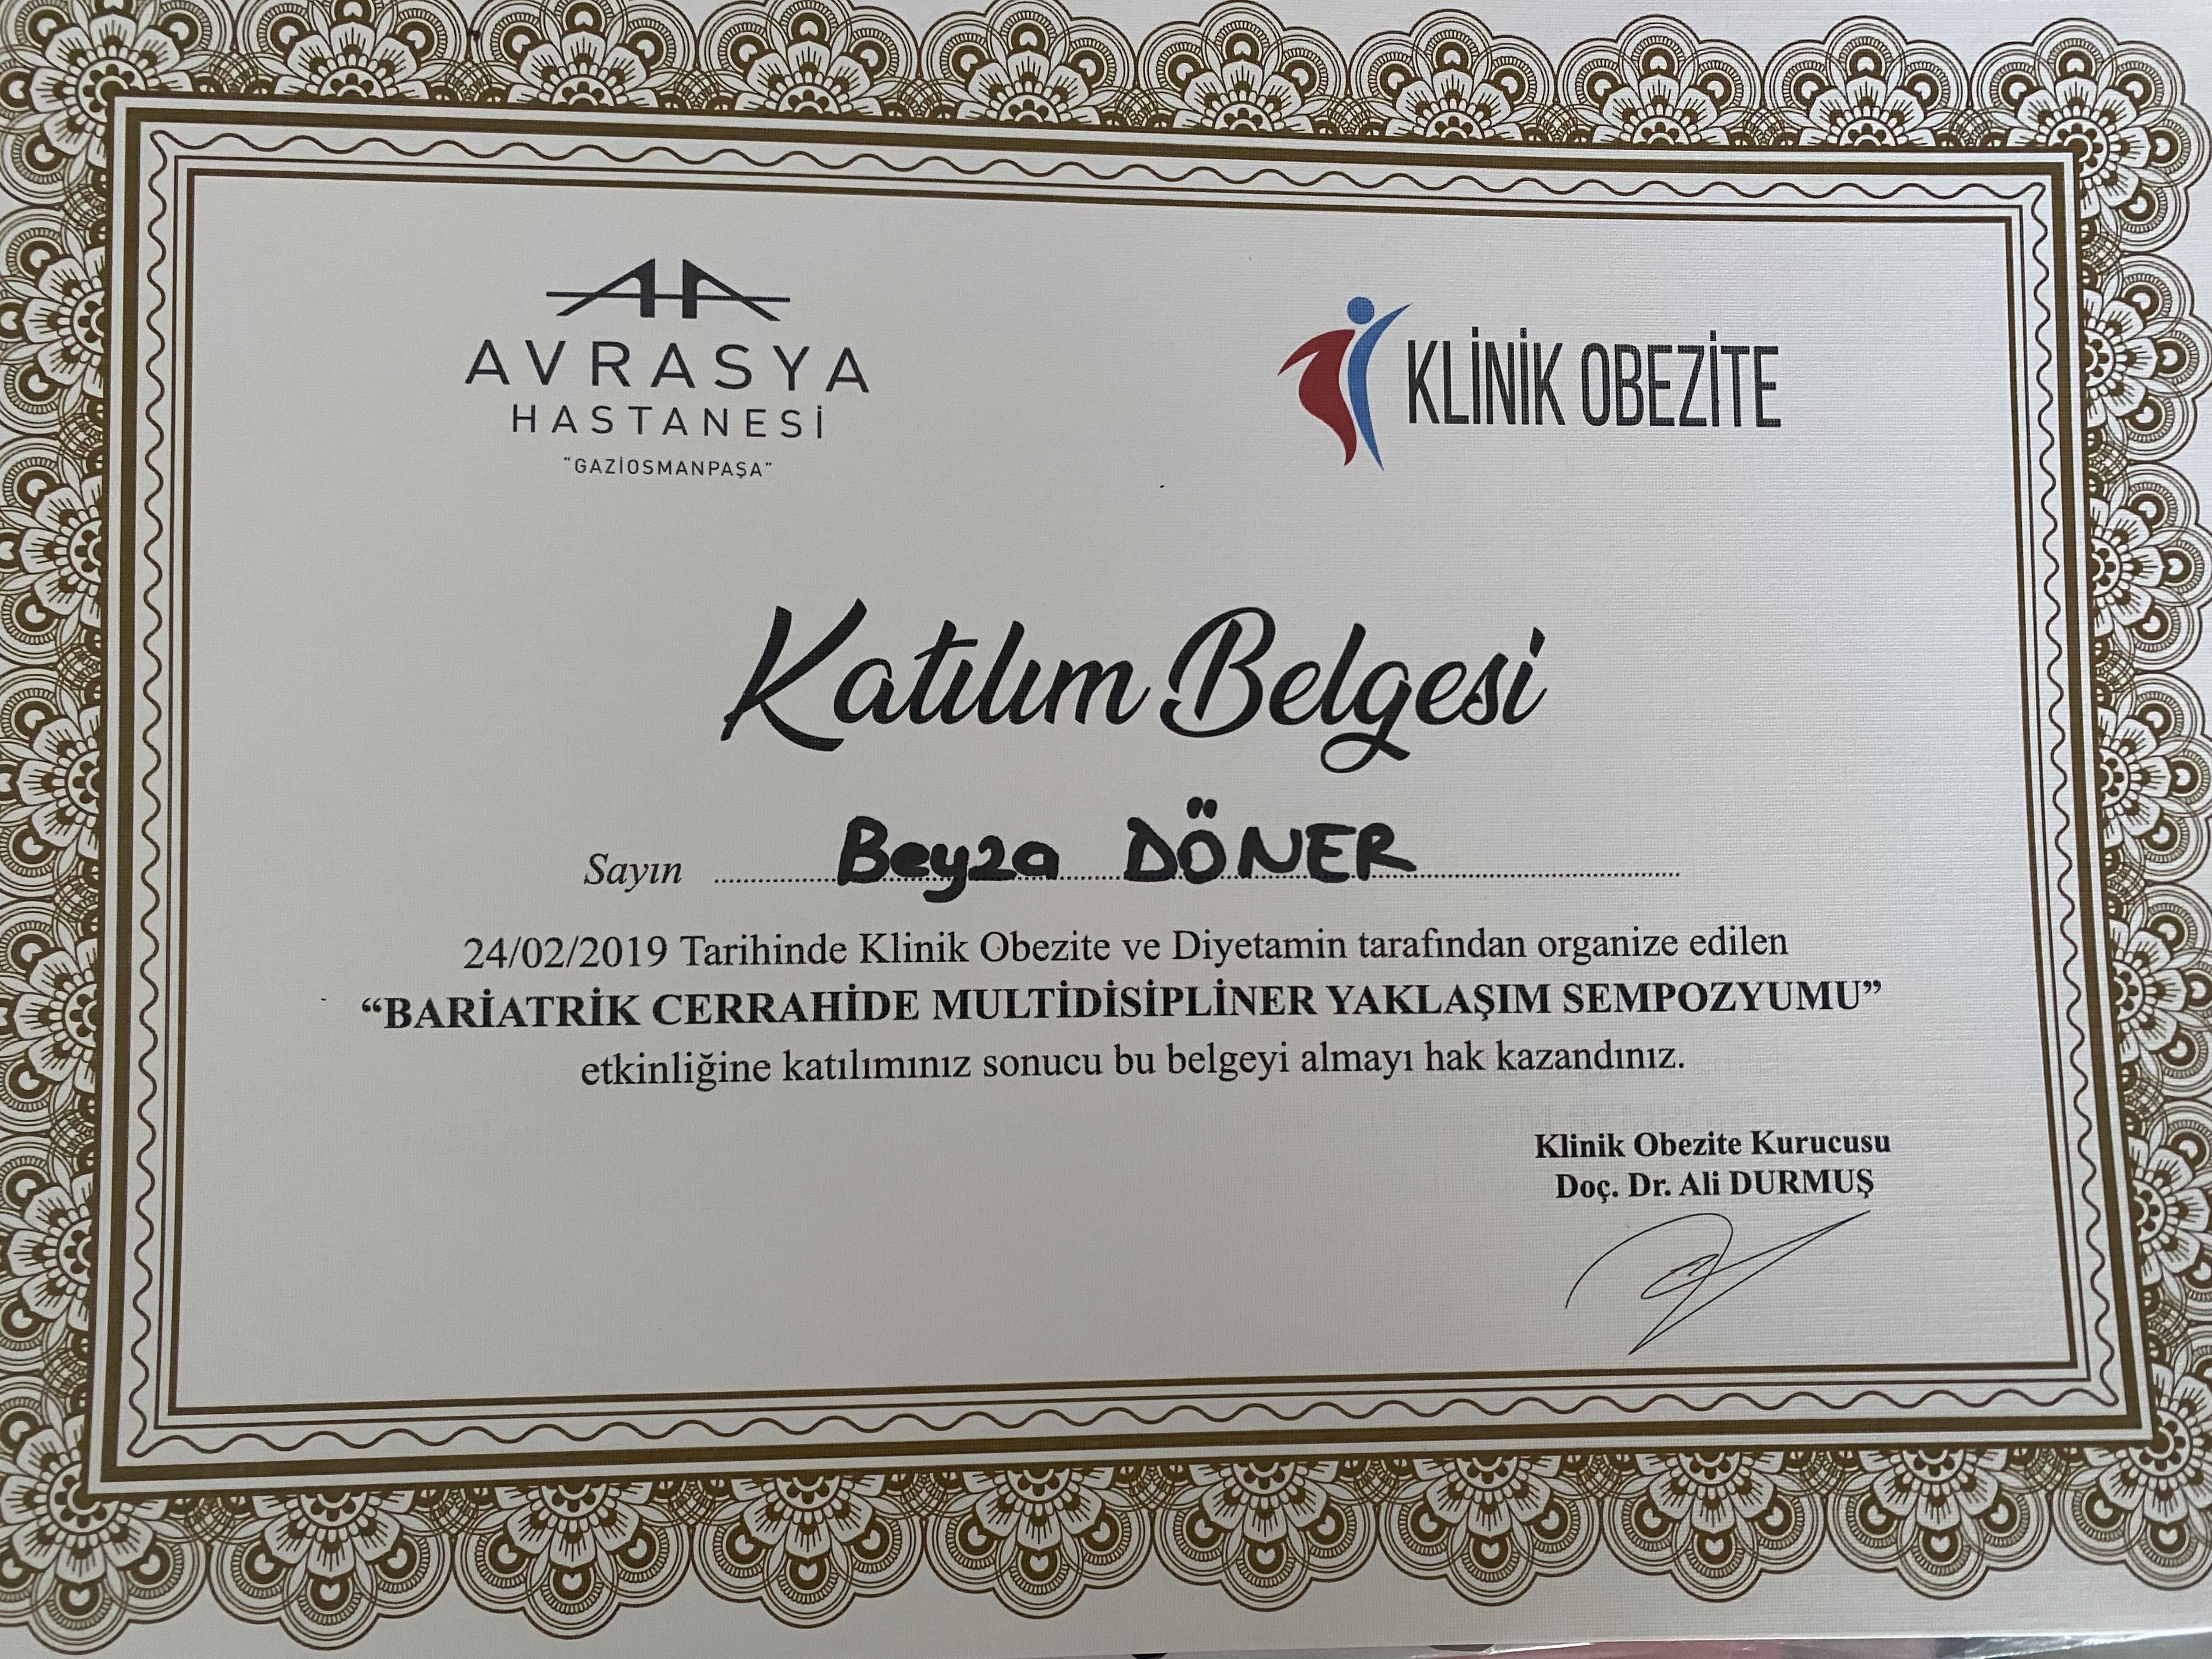 AVRASYA
HASTANESİ
"GAZİOSMANPAŞA"
KLİNİK OBEZİTE
Katılım Belgesi
Sayın Beyza DÖNER
24/02/2019 Tarihinde Klinik Obezite ve Diyetamin tarafından organize edilen
“BARİATRİK CERRAHİDE MULTİDİSİPLİNER YAKLAŞIM SEMPOZYUMU”
etkinliğine katılımınız sonucu bu belgeyi almayı hak kazandınız.
Klinik Obezite Kurucusu
Doç. Dr. Ali DURMUŞ